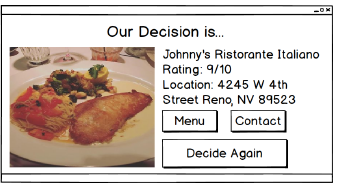 Our Decision is...
Johnny's Ristorante Italiano
Rating: 9/10
Location: 4245 W 4th
Street Reno, NV 89523
Menu
Contact
Decide Again